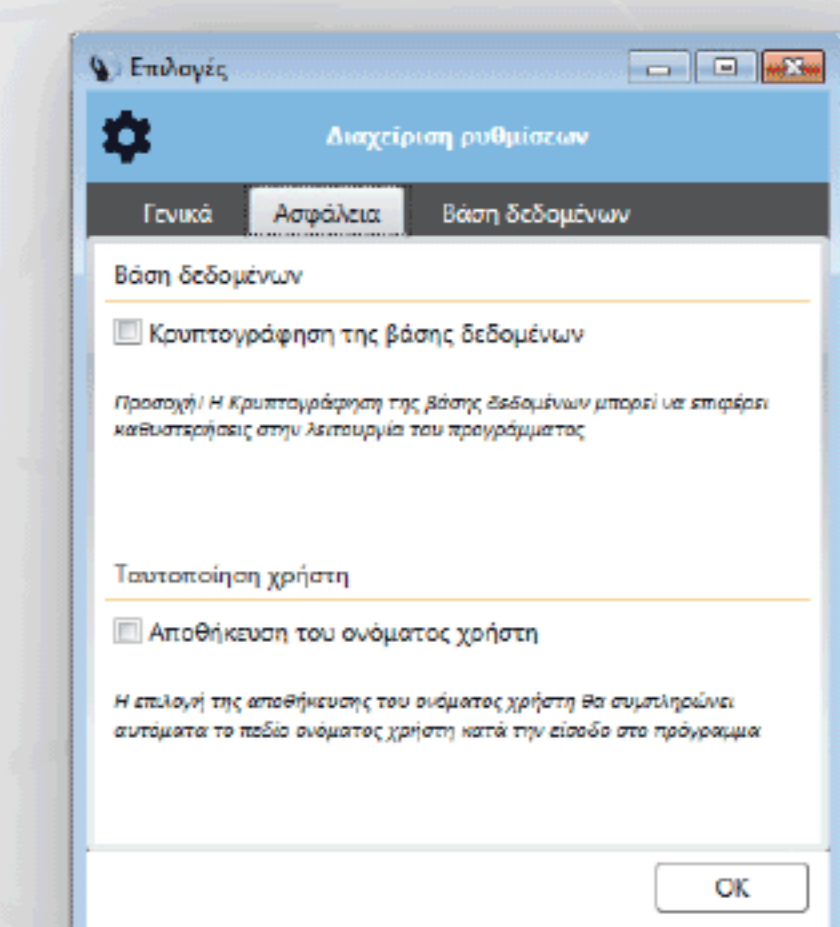 Επιλογές
Διαχείριση ρυθμίσεων
Γενικά Ασφάλεια Βάση δεδομένων
Βάση δεδομένων
Κρυπτογράφηση της βάσης δεδομένων
Προσοχή! Η Κρυπτογράφηση της βάσης δεδομένων μπορεί να επιφέρει
καθυστερήσεις στην λειτουργία του προγράμματος
Ταυτοποίηση χρήστη
Αποθήκευση του ονόματος χρήστη
Η επιλογή της αποθήκευσης του ονόματος χρήστη θα συμπληρώνει
αυτόματα το πεδίο ονόματος χρήστη κατά την είσοδο στο πρόγραμμα
OK